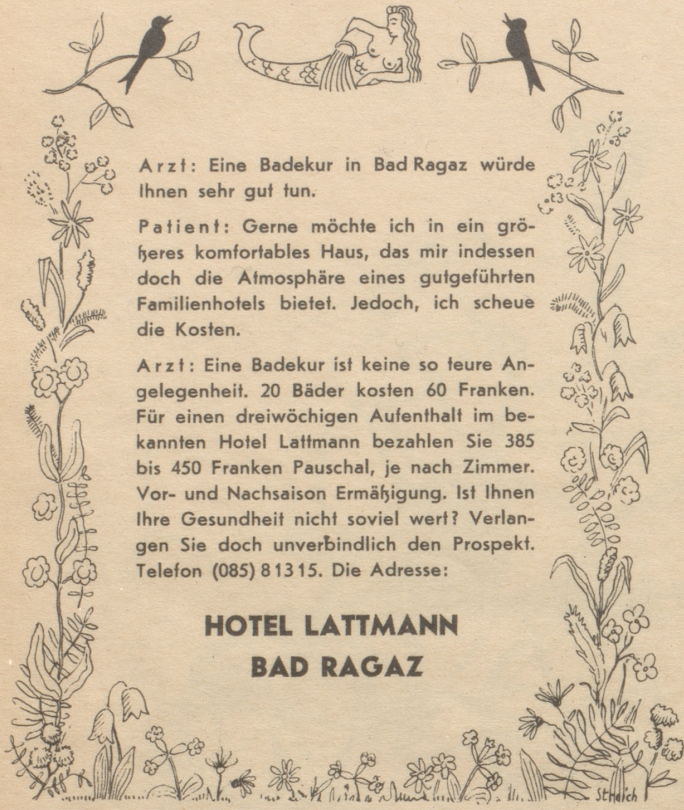 Arzt: Eine Badekur in Bad Ragaz würde
Ihnen sehr gut tun.
Patient: Gerne möchte ich in ein grö-
ßeres komfortables Haus, das mir indessen
doch die Atmosphäre eines gutgeführten
Familienhotels bietet. Jedoch, ich scheue
die Kosten.
Arzt: Eine Badekur ist keine so teure An-
gelegenheit. 20 Bäder kosten 60 Franken.
Für einen dreiwöchigen Aufenthalt im be-
kannten Hotel Lattmann bezahlen Sie 385
bis 450 Franken Pauschal, je nach Zimmer.
Vor- und Nachsaison Ermäßigung. Ist Ihnen
Ihre Gesundheit nicht soviel wert? Verlan-
gen Sie doch unverbindlich den Prospekt.
Telefon (085) 81315. Die Adresse:
HOTEL LATTMANN
BAD RAGAZ
Streich